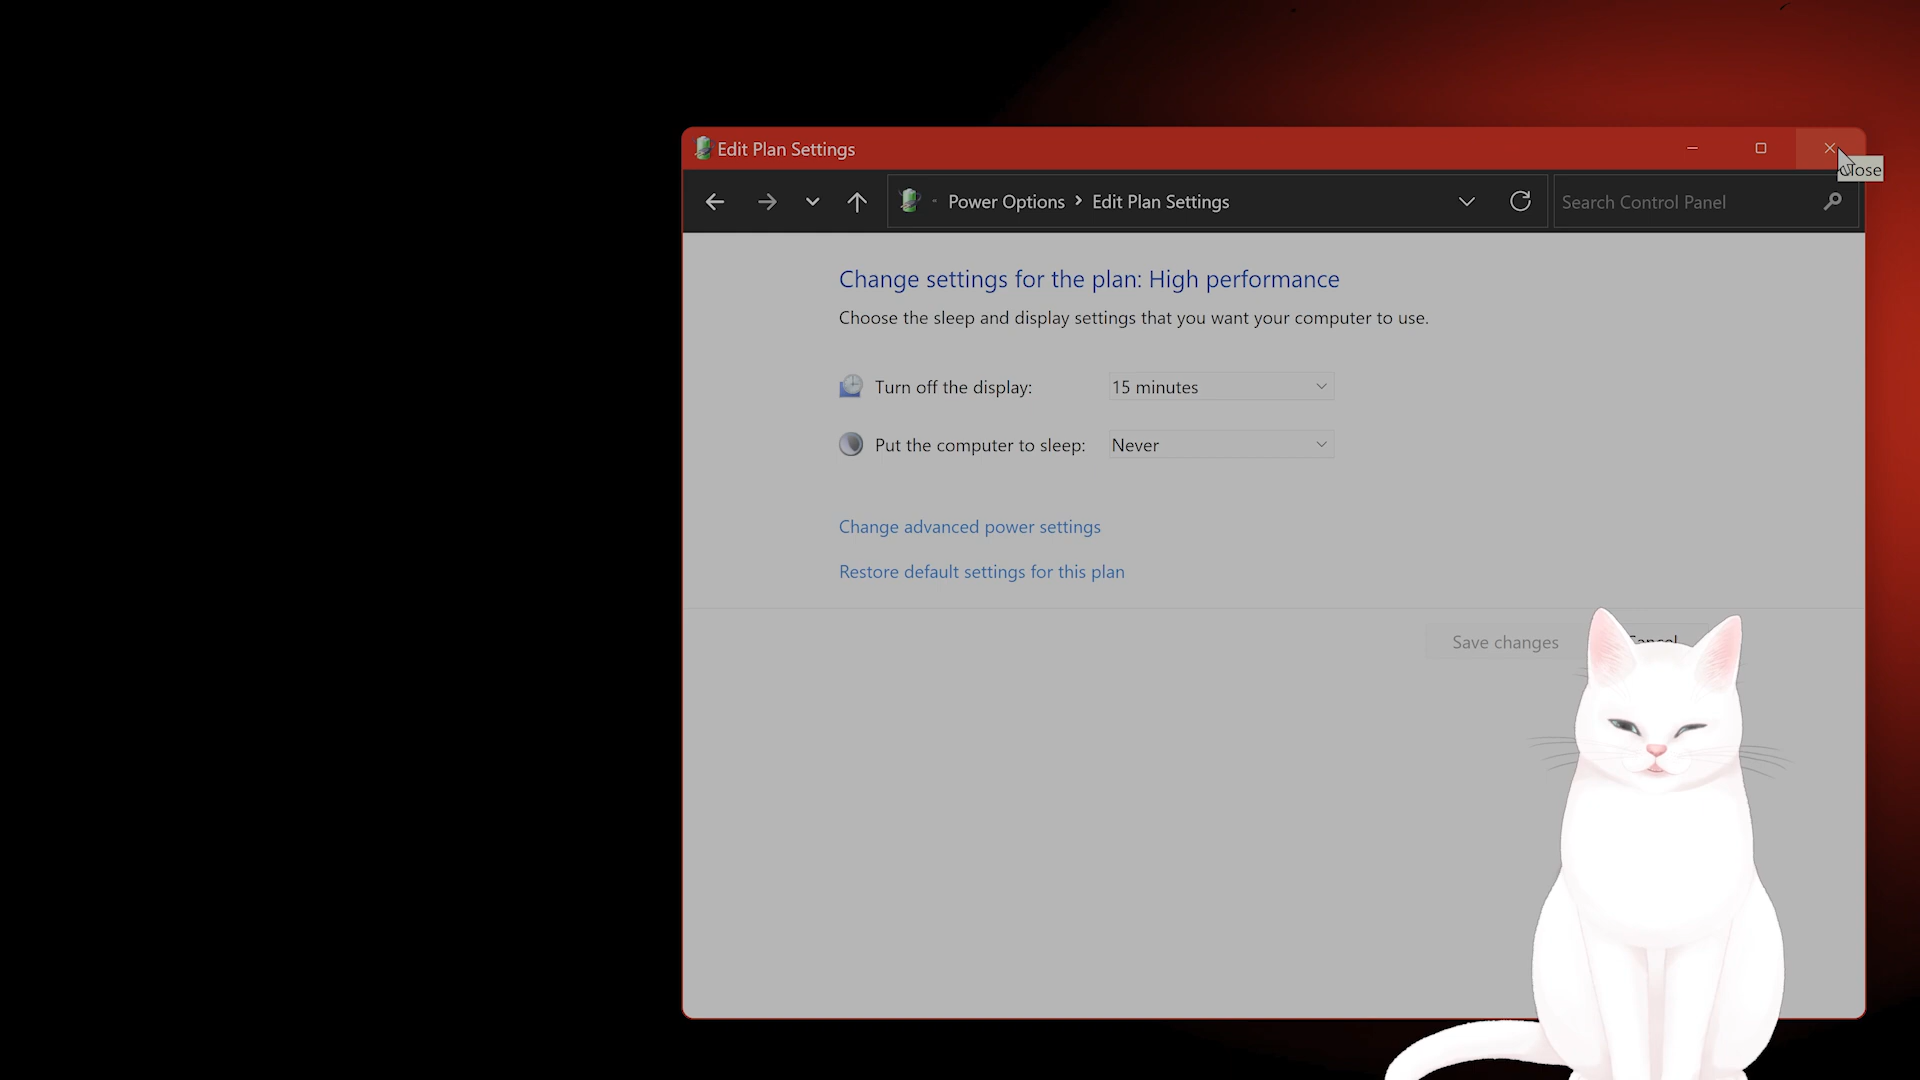 Edit Plan Settings
Close
Power Options > Edit Plan Settings
Search Control Panel
Change settings for the plan: High performance
Choose the sleep and display settings that you want your computer to use.
Turn off the display: 15 minutes
Put the computer to sleep: Never
Change advanced power settings
Restore default settings for this plan
Save changes Cancel